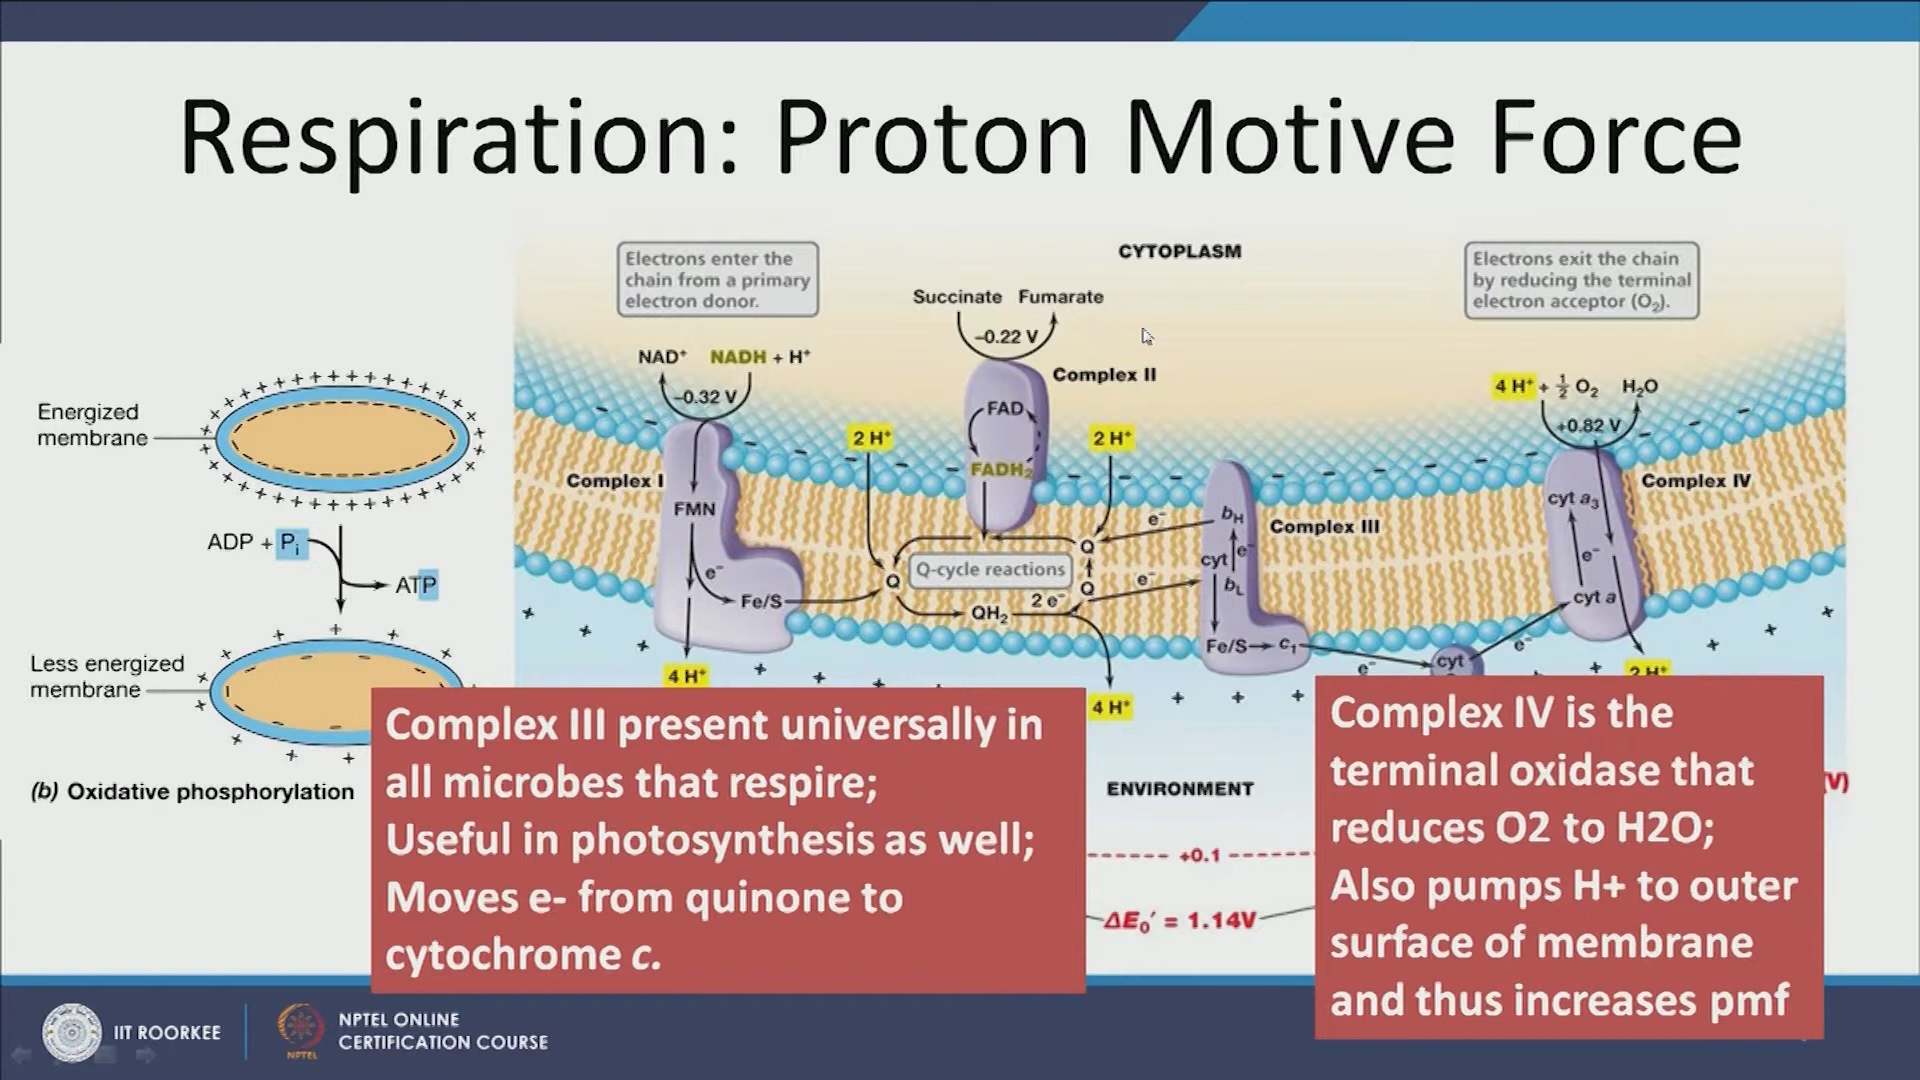 Respiration: Proton Motive Force
Energized
membrane
ADP + Pi
ATP
Less energized
membrane
(b) Oxidative phosphorylation
CYTOPLASM
Electrons enter the
chain from a primary
electron donor.
Succinate Fumarate
-0.22 V
Electrons exit the chain
by reducing the terminal
electron acceptor (O₂).
NAD⁺ NADH + H⁺
-0.32 V
Complex II
4 H⁺ + ½ O₂ H₂O
+0.82 V
FAD
FADH₂
2 H⁺
2 H⁺
Complex I
FMN
e⁻
Fe/S
Q
Q-cycle reactions
Q
Q
QH₂
2 e⁻
e⁻
e⁻
bH
Complex III
cyt
e⁻
bL
Fe/S
c₁
e⁻
cyt
e⁻
cyt a₃
Complex IV
e⁻
cyt a
4 H⁺
4 H⁺
2 H⁺
ENVIRONMENT
(V)
+0.1
ΔE₀′ = 1.14V
Complex III present universally in
all microbes that respire;
Useful in photosynthesis as well;
Moves e- from quinone to
cytochrome c.
Complex IV is the
terminal oxidase that
reduces O2 to H2O;
Also pumps H+ to outer
surface of membrane
and thus increases pmf
IIT ROORKEE
NPTEL
NPTEL ONLINE
CERTIFICATION COURSE